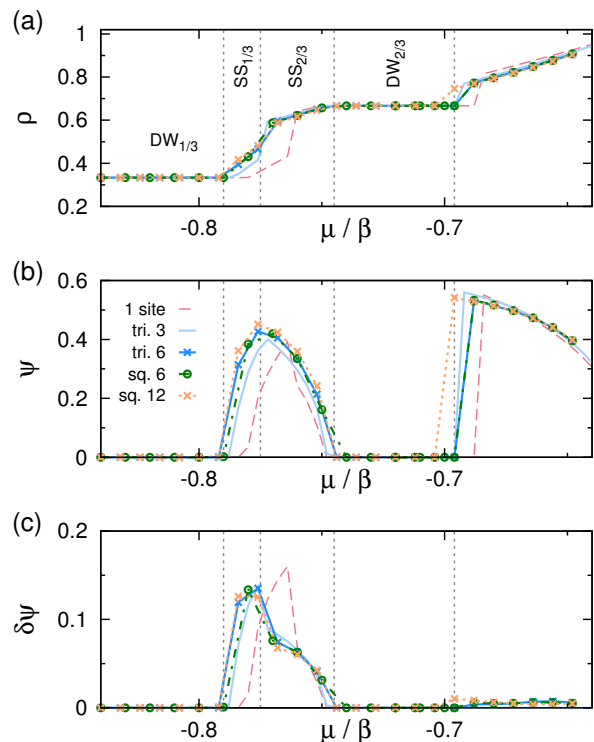 (a)
1
0.8
0.6
0.4
0.2
ρ
DW1/3
SS1/3
SS2/3
DW2/3
-0.8
μ / β
-0.7
(b)
0.6
0.4
0.2
0
ψ
1 site
tri. 3
tri. 6
sq. 6
sq. 12
-0.8
μ / β
-0.7
(c)
0.2
0.1
0
δψ
-0.8
μ / β
-0.7